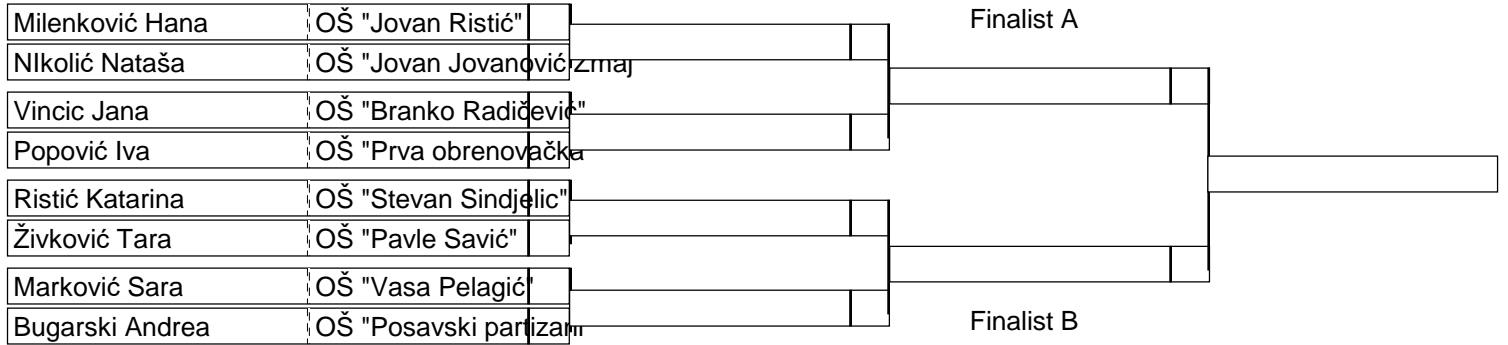 Milenković Hana OŠ "Jovan Ristić"
NIkolić Nataša OŠ "Jovan Jovanović Zmaj
Vincic Jana OŠ "Branko Radičević"
Popović Iva OŠ "Prva obrenovačka
Ristić Katarina OŠ "Stevan Sindjelic"
Živković Tara OŠ "Pavle Savić"
Marković Sara OŠ "Vasa Pelagić"
Bugarski Andrea OŠ "Posavski partizani
Finalist A
Finalist B